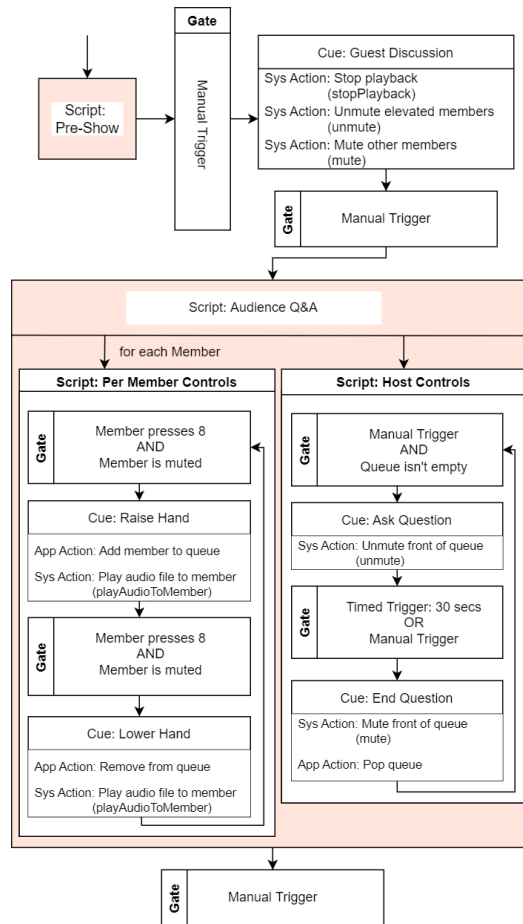 Gate
Manual Trigger
Script:
Pre-Show
Cue: Guest Discussion
Sys Action: Stop playback
(stopPlayback)
Sys Action: Unmute elevated members
(unmute)
Sys Action: Mute other members
(mute)
Gate
Manual Trigger
Script: Audience Q&A
for each Member
Script: Per Member Controls
Gate
Member presses 8
AND
Member is muted
Cue: Raise Hand
App Action: Add member to queue
Sys Action: Play audio file to member
(playAudioToMember)
Gate
Member presses 8
AND
Member is muted
Cue: Lower Hand
App Action: Remove from queue
Sys Action: Play audio file to member
(playAudioToMember)
Script: Host Controls
Gate
Manual Trigger
AND
Queue isn't empty
Cue: Ask Question
Sys Action: Unmute front of queue
(unmute)
Gate
Timed Trigger: 30 secs
OR
Manual Trigger
Cue: End Question
Sys Action: Mute front of queue
(mute)
App Action: Pop queue
Gate
Manual Trigger